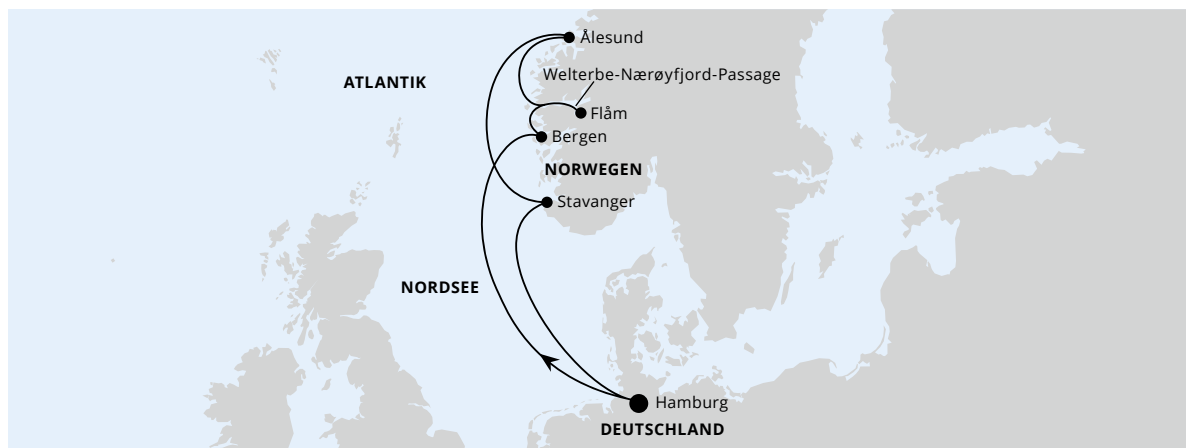 Ålesund
Welterbe-Nærøyfjord-Passage
ATLANTIK
Flåm
Bergen
NORWEGEN
Stavanger
NORDSEE
Hamburg
DEUTSCHLAND